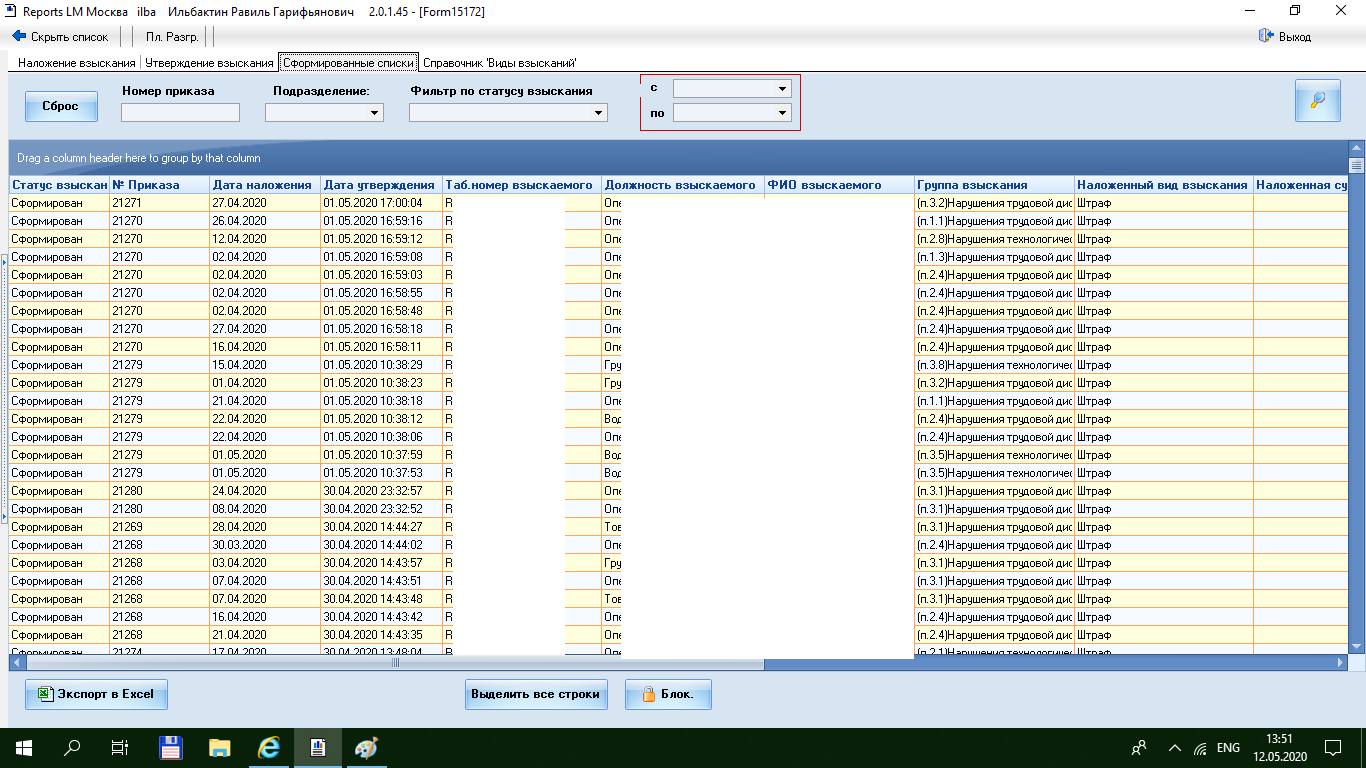 Reports LM Москва ilba Ильбактин Равиль Гарифьянович 2.0.1.45 - [Form15172]
Скрыть список Пл. Разгр. Выход
Наложение взыскания Утверждение взыскания Сформированные списки Справочник 'Виды взысканий'
Сброс Номер приказа Подразделение: Фильтр по статусу взыскания с
по
Drag a column header here to group by that column
Статус взыскан № Приказа Дата наложения Дата утверждения Таб.номер взыскаемого Должность взыскаемого ФИО взыскаемого Группа взыскания Наложенный вид взыскания Наложенная су
Сформирован 21271 27.04.2020 01.05.2020 17:00:04 R Опе (п.3.2)Нарушения трудовой дис Штраф
Сформирован 21270 26.04.2020 01.05.2020 16:59:16 R Опе (п.1.1)Нарушения трудовой дис Штраф
Сформирован 21270 12.04.2020 01.05.2020 16:59:12 R Опе (п.2.8)Нарушения технологичес Штраф
Сформирован 21270 02.04.2020 01.05.2020 16:59:08 R Опе (п.1.3)Нарушения технологичес Штраф
Сформирован 21270 02.04.2020 01.05.2020 16:59:03 R Опе (п.2.4)Нарушения трудовой дис Штраф
Сформирован 21270 02.04.2020 01.05.2020 16:58:55 R Опе (п.2.4)Нарушения трудовой дис Штраф
Сформирован 21270 02.04.2020 01.05.2020 16:58:48 R Опе (п.2.4)Нарушения трудовой дис Штраф
Сформирован 21270 27.04.2020 01.05.2020 16:58:18 R Опе (п.2.4)Нарушения трудовой дис Штраф
Сформирован 21270 16.04.2020 01.05.2020 16:58:11 R Опе (п.2.4)Нарушения трудовой дис Штраф
Сформирован 21279 15.04.2020 01.05.2020 10:38:29 R Гру (п.3.8)Нарушения технологичес Штраф
Сформирован 21279 01.04.2020 01.05.2020 10:38:23 R Гру (п.3.2)Нарушения трудовой дис Штраф
Сформирован 21279 21.04.2020 01.05.2020 10:38:18 R Опе (п.1.1)Нарушения трудовой дис Штраф
Сформирован 21279 22.04.2020 01.05.2020 10:38:12 R Вод (п.2.4)Нарушения трудовой дис Штраф
Сформирован 21279 22.04.2020 01.05.2020 10:38:06 R Опе (п.2.4)Нарушения трудовой дис Штраф
Сформирован 21279 01.05.2020 01.05.2020 10:37:59 R Вод (п.3.5)Нарушения технологичес Штраф
Сформирован 21279 01.05.2020 01.05.2020 10:37:53 R Вод (п.3.5)Нарушения технологичес Штраф
Сформирован 21280 24.04.2020 30.04.2020 23:32:57 R Опе (п.3.1)Нарушения трудовой дис Штраф
Сформирован 21280 08.04.2020 30.04.2020 23:32:52 R Опе (п.3.1)Нарушения трудовой дис Штраф
Сформирован 21269 28.04.2020 30.04.2020 14:44:27 R Тов (п.3.1)Нарушения трудовой дис Штраф
Сформирован 21268 30.03.2020 30.04.2020 14:44:02 R Опе (п.2.4)Нарушения трудовой дис Штраф
Сформирован 21268 03.04.2020 30.04.2020 14:43:57 R Гру (п.3.1)Нарушения трудовой дис Штраф
Сформирован 21268 07.04.2020 30.04.2020 14:43:51 R Опе (п.3.1)Нарушения трудовой дис Штраф
Сформирован 21268 07.04.2020 30.04.2020 14:43:48 R Тов (п.3.1)Нарушения трудовой дис Штраф
Сформирован 21268 16.04.2020 30.04.2020 14:43:42 R Опе (п.2.4)Нарушения трудовой дис Штраф
Сформирован 21268 21.04.2020 30.04.2020 14:43:35 R Опе (п.2.4)Нарушения трудовой дис Штраф
Сформирован 21274 17.04.2020 30.04.2020 13:48:04 R Опе (п.2.1)Нарушения технологичес Штраф
Экспорт в Excel Выделить все строки Блок.
ENG 13:51
12.05.2020